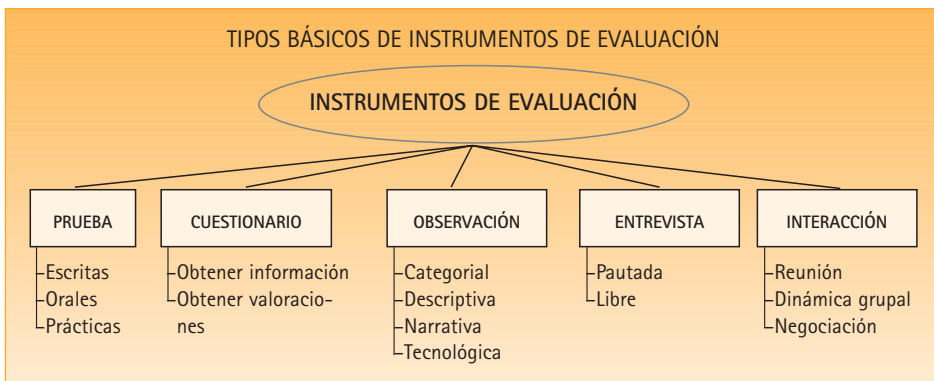 TIPOS BÁSICOS DE INSTRUMENTOS DE EVALUACIÓN
INSTRUMENTOS DE EVALUACIÓN
PRUEBA
Escritas
Orales
Prácticas
CUESTIONARIO
Obtener información
Obtener valoracio-
nes
OBSERVACIÓN
Categorial
Descriptiva
Narrativa
Tecnológica
ENTREVISTA
Pautada
Libre
INTERACCIÓN
Reunión
Dinámica grupal
Negociación